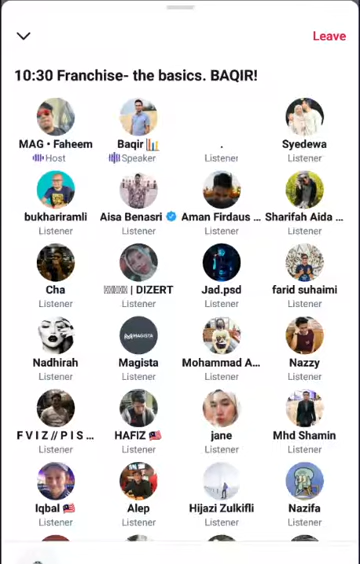 Leave
10:30 Franchise- the basics. BAQIR!
MAG • Faheem
Host
Baqir 📊
Speaker
.
Listener
Syedewa
Listener
bukhariramli
Listener
Aisa Benasri
Listener
Aman Firdaus ...
Listener
Sharifah Aida ...
Listener
Cha
Listener
| DIZERT
Listener
Jad.psd
Listener
farid suhaimi
Listener
Nadhirah
Listener
MAGISTA
Magista
Listener
Mohammad A...
Listener
Nazzy
Listener
F V I Z // P I S ...
Listener
HAFIZ 🇲🇾
Listener
jane
Listener
Mhd Shamin
Listener
Iqbal 🇲🇾
Listener
Alep
Listener
Hijazi Zulkifli
Listener
Nazifa
Listener